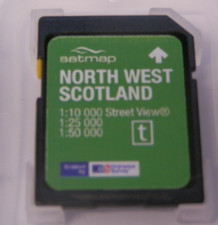 satmap
NORTH WEST
SCOTLAND
1:10 000 Street View®
1:25 000
1:50 000
t